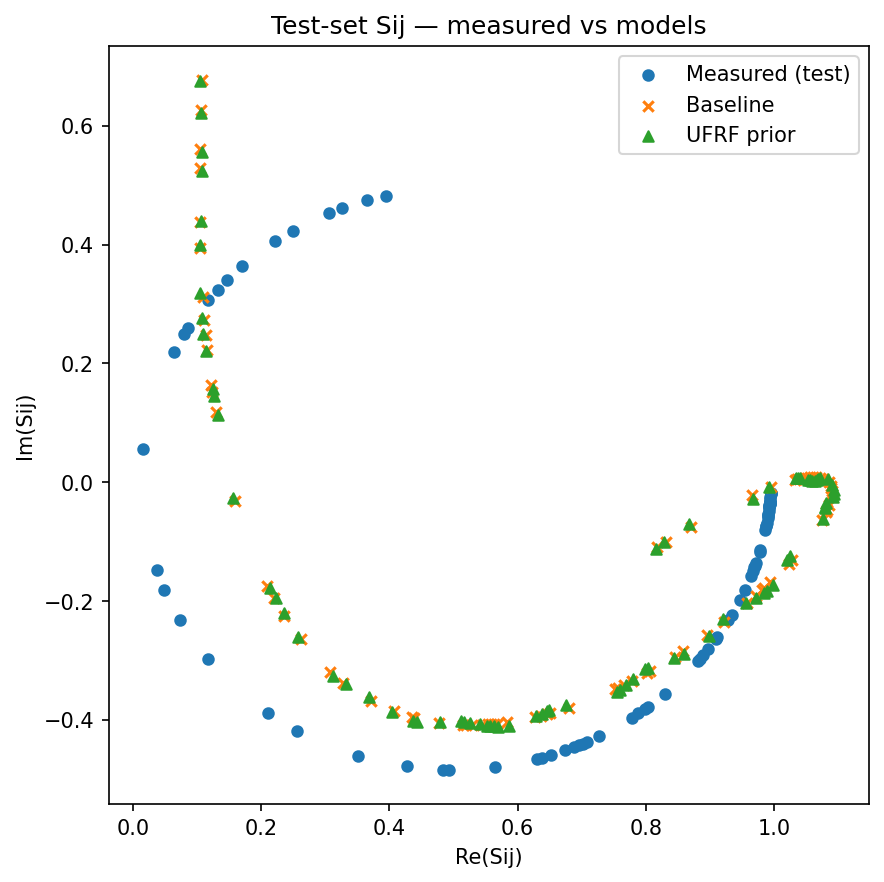 Test-set Sij — measured vs models
Measured (test)
Baseline
UFRF prior
0.6
0.4
0.2
0.0
−0.2
−0.4
Im(Sij)
0.0 0.2 0.4 0.6 0.8 1.0
Re(Sij)